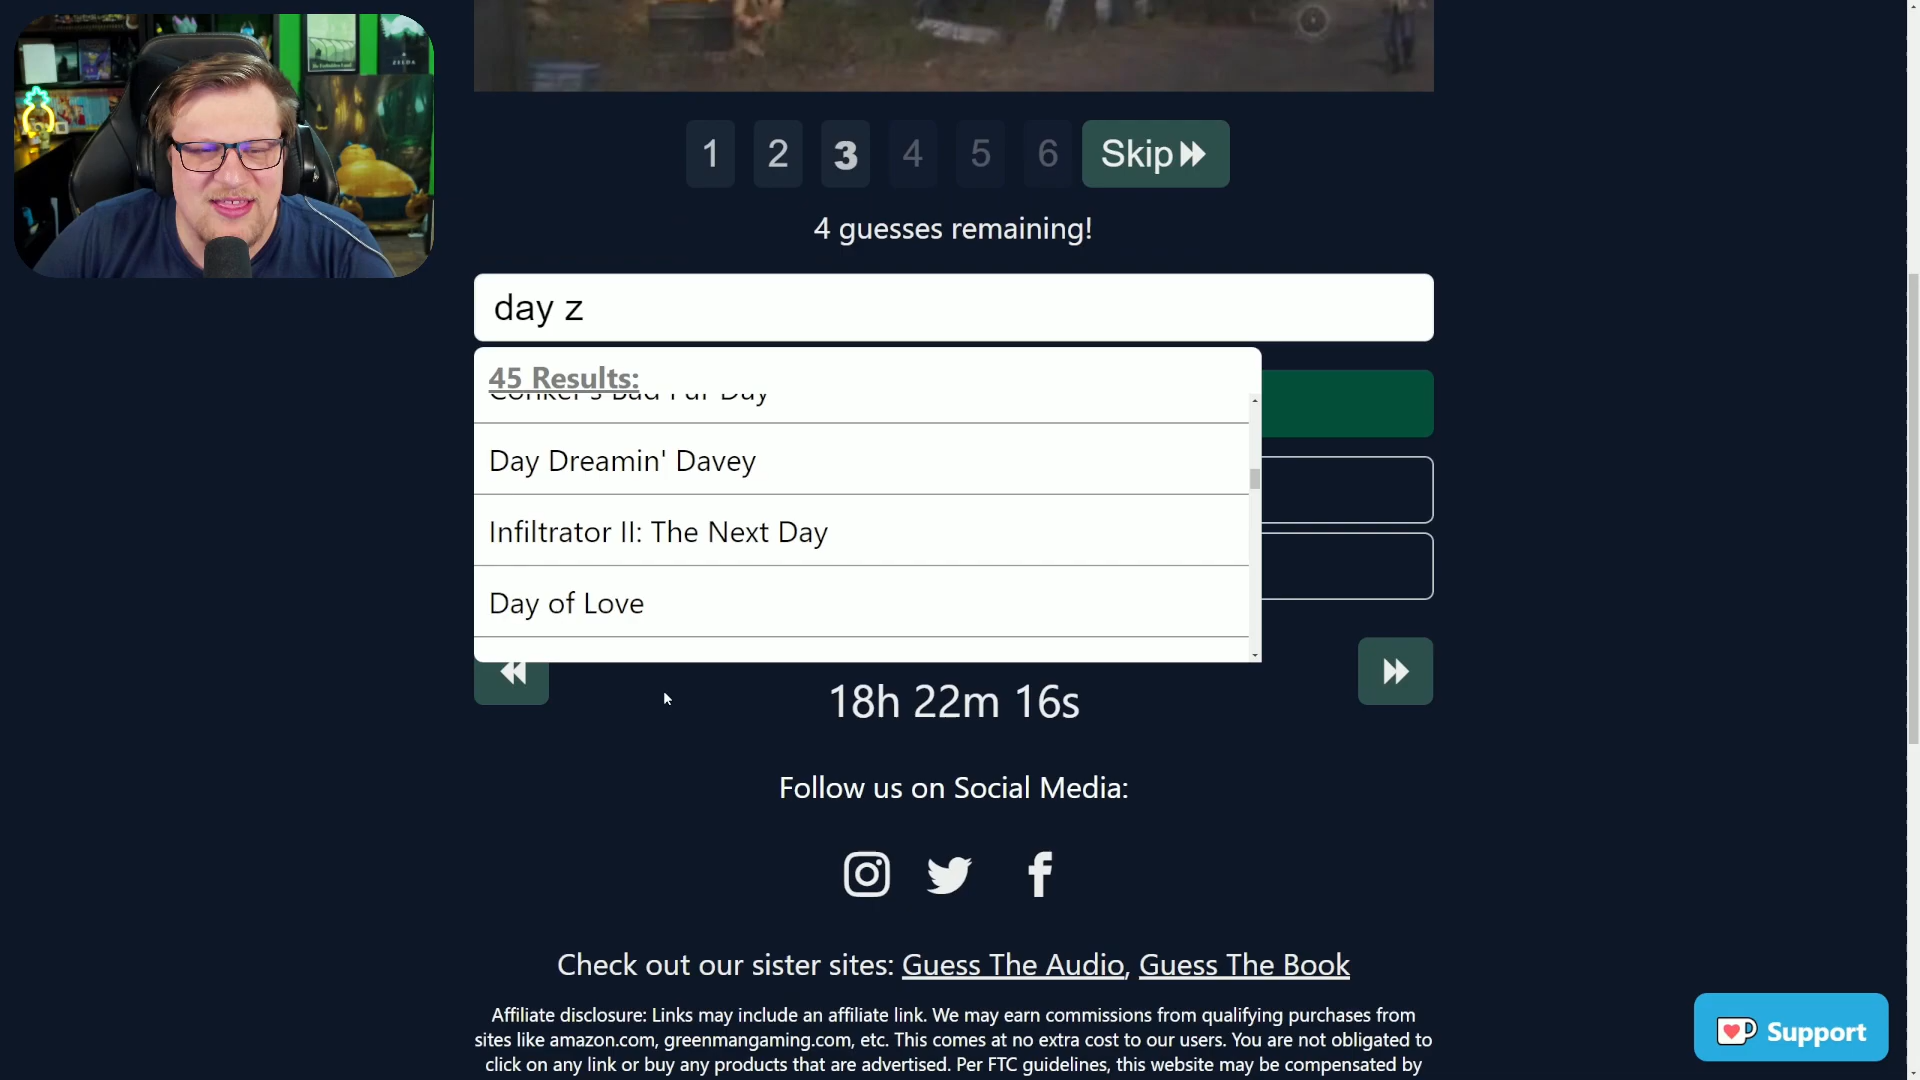 ZELDA
1 2 3 4 5 6 Skip
4 guesses remaining!
day z
45 Results:
Conker's Bad Fur Day
Day Dreamin' Davey
Infiltrator II: The Next Day
Day of Love
18h 22m 16s
Follow us on Social Media:
Check out our sister sites: Guess The Audio, Guess The Book
Affiliate disclosure: Links may include an affiliate link. We may earn commissions from qualifying purchases from
sites like amazon.com, greenmangaming.com, etc. This comes at no extra cost to our users. You are not obligated to
click on any link or buy any products that are advertised. Per FTC guidelines, this website may be compensated by
Support